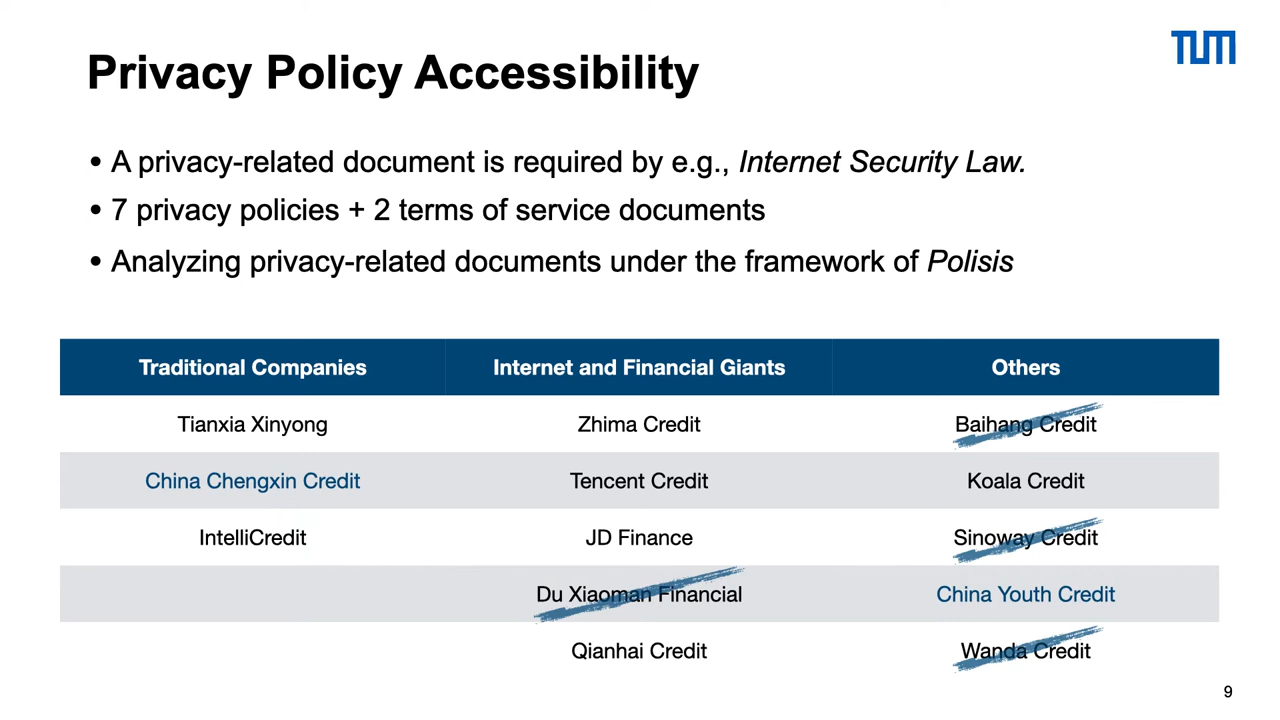 TUM
Privacy Policy Accessibility
• A privacy-related document is required by e.g., Internet Security Law.
• 7 privacy policies + 2 terms of service documents
• Analyzing privacy-related documents under the framework of Polisis
Traditional Companies Internet and Financial Giants Others
Tianxia Xinyong Zhima Credit Baihang Credit
China Chengxin Credit Tencent Credit Koala Credit
IntelliCredit JD Finance Sinoway Credit
Du Xiaoman Financial China Youth Credit
Qianhai Credit Wanda Credit
9